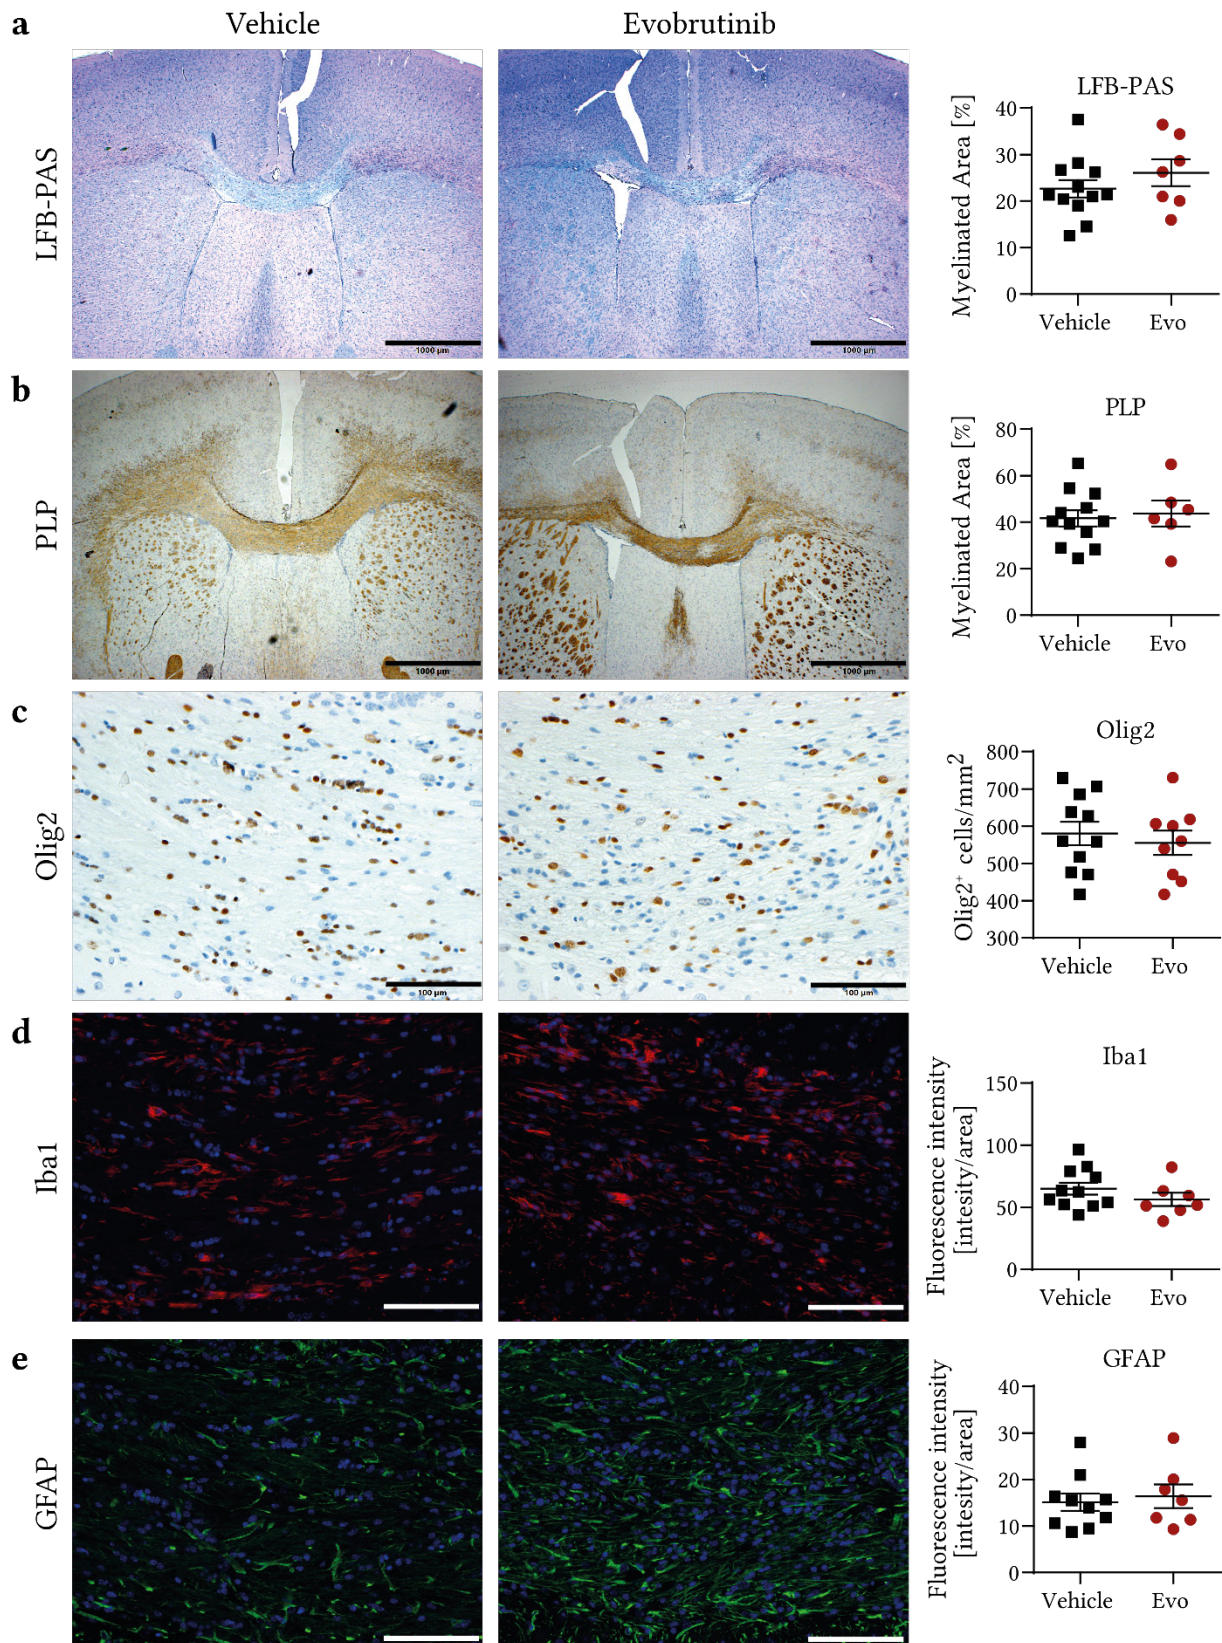 Vehicle
Evobrutinib
a
LFB-PAS
1000 µm
1000 µm
LFB-PAS
Myelinated Area [%]
40
30
20
10
0
Vehicle
Evo
b
PLP
1000 µm
1000 µm
PLP
Myelinated Area [%]
80
60
40
20
0
Vehicle
Evo
c
Olig2
100 µm
100 µm
Olig2
Olig2⁺ cells/mm²
800
700
600
500
400
300
Vehicle
Evo
d
Iba1
Iba1
Fluorescence intensity
[intesity/area]
150
100
50
0
Vehicle
Evo
e
GFAP
GFAP
Fluorescence intensity
[intesity/area]
40
30
20
10
0
Vehicle
Evo